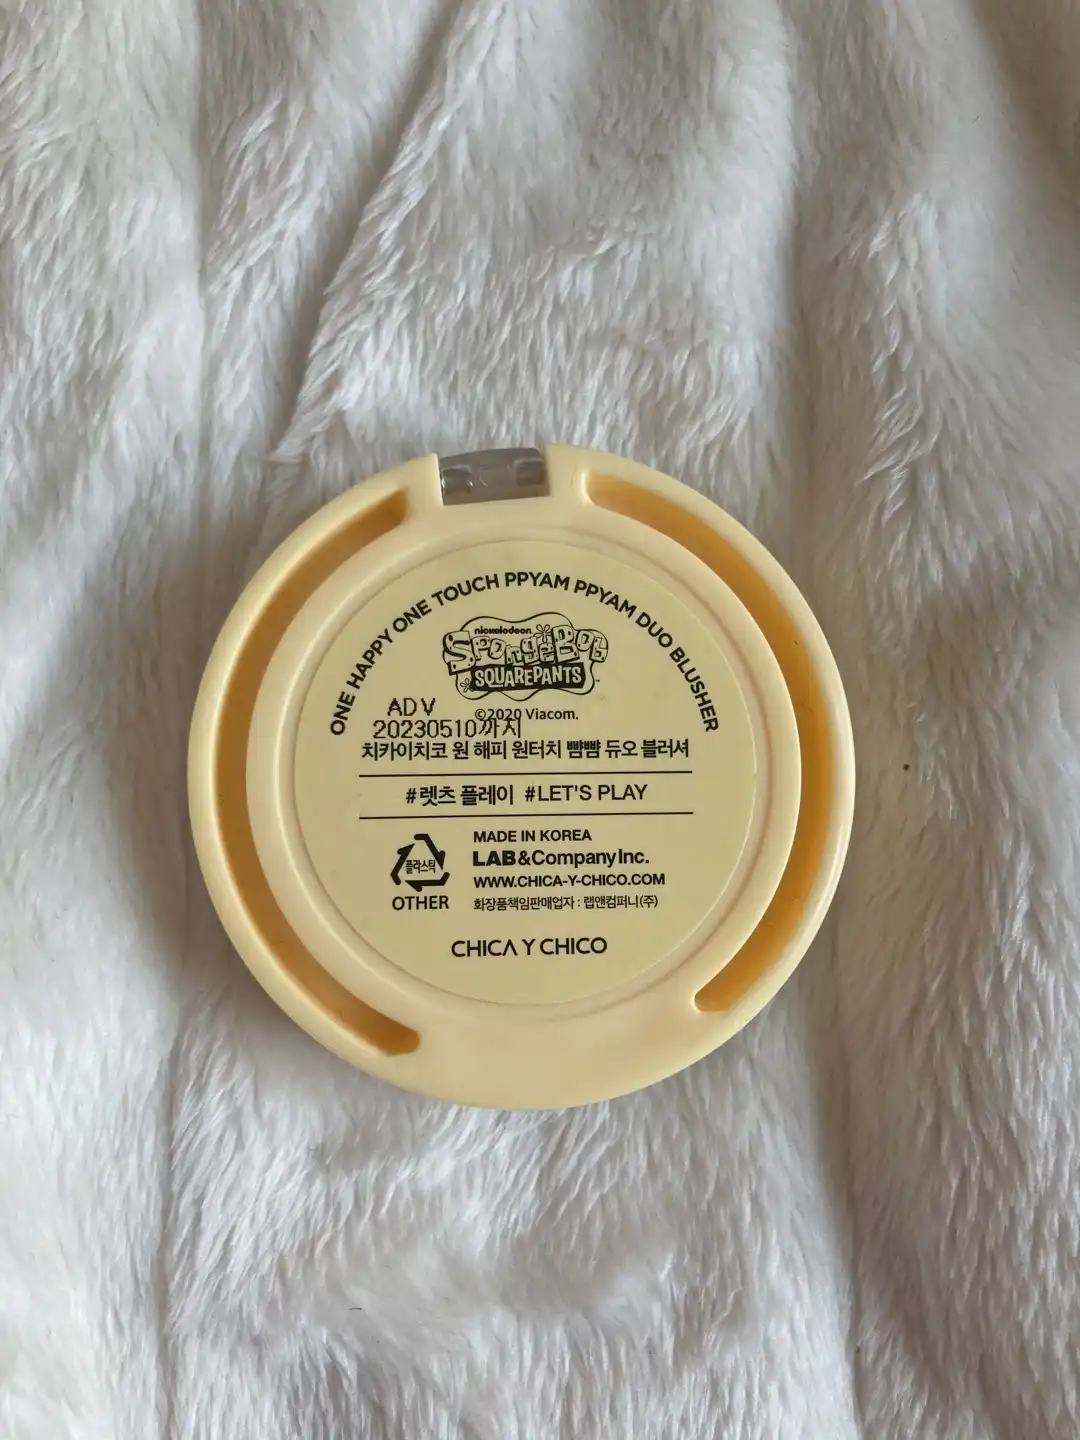 ONE HAPPY ONE TOUCH PPYAM PPYAM DUO BLUSHER
nickelodeon
SpongeBob
SQUAREPANTS
©2020 Viacom.
ADV
20230510까지
치카이치코 원 해피 원터치 뺨뺨 듀오 블러셔
#렛츠 플레이 #LET'S PLAY
플라스틱
OTHER
MADE IN KOREA
LAB&Company Inc.
WWW.CHICA-Y-CHICO.COM
화장품책임판매업자 : 랩앤컴퍼니(주)
CHICA Y CHICO